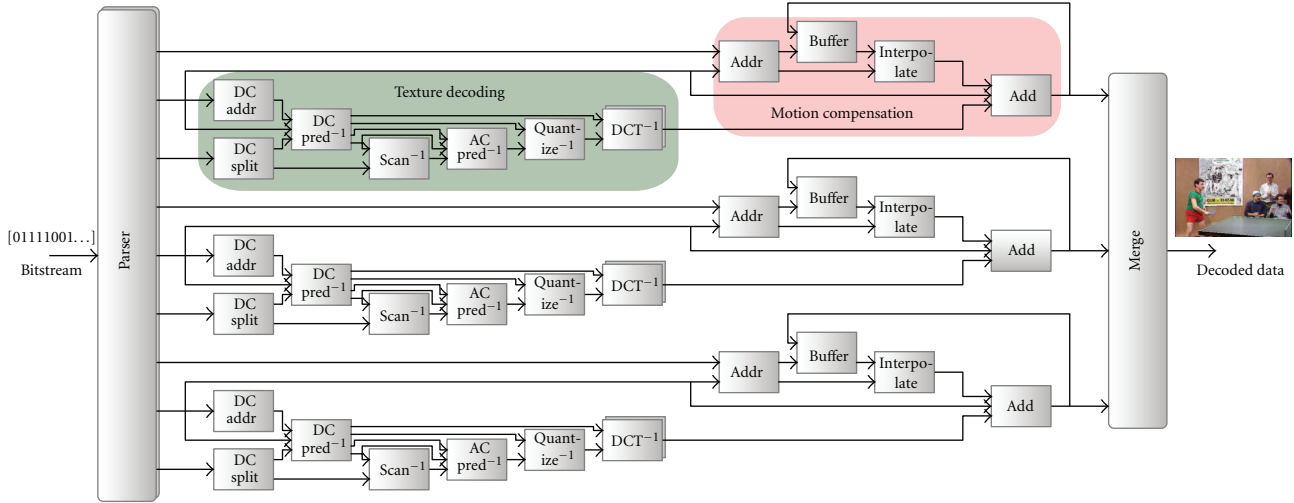 [01111001...]
Bitstream
Parser
Texture decoding
DC
addr
DC
split
DC
pred⁻¹
Scan⁻¹
AC
pred⁻¹
Quant-
ize⁻¹
DCT⁻¹
Motion compensation
Addr
Buffer
Interpo-
late
Add
DC
addr
DC
split
DC
pred⁻¹
Scan⁻¹
AC
pred⁻¹
Quant-
ize⁻¹
DCT⁻¹
Addr
Buffer
Interpo-
late
Add
DC
addr
DC
split
DC
pred⁻¹
Scan⁻¹
AC
pred⁻¹
Quant-
ize⁻¹
DCT⁻¹
Addr
Buffer
Interpo-
late
Add
Merge
Decoded data